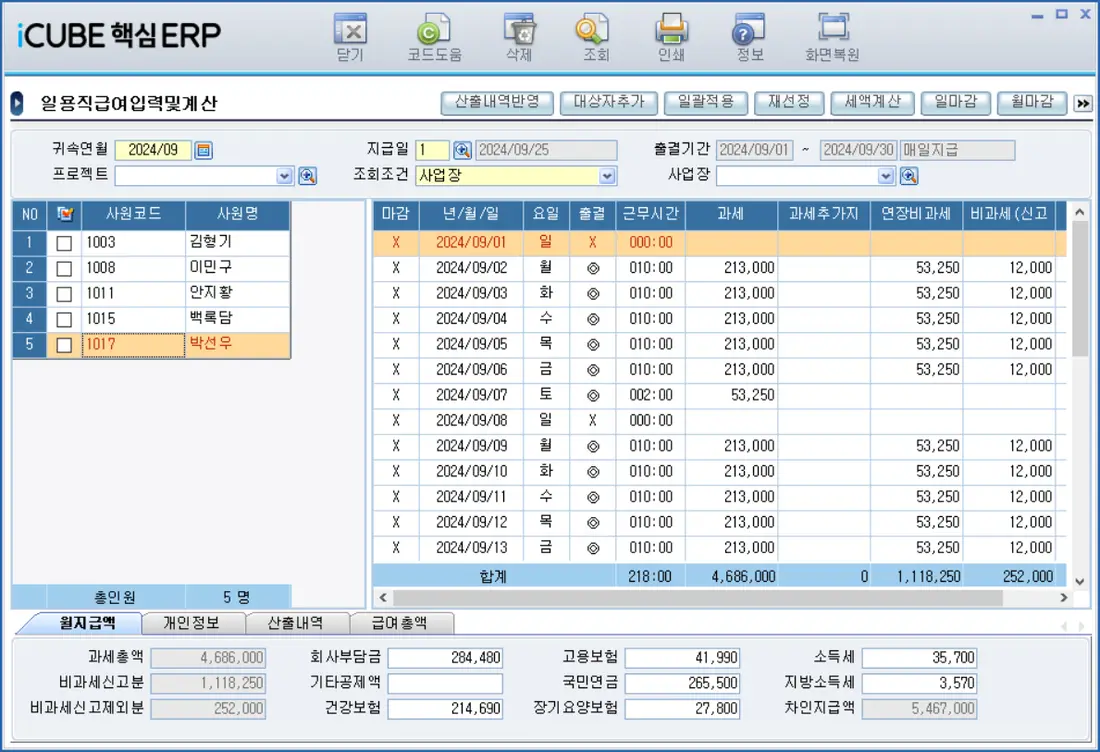 iCUBE 핵심 ERP
닫기 코드도움 삭제 조회 인쇄 정보 화면복원
일용직급여입력및계산
산출내역반영 대상자추가 일괄적용 재선정 세액계산 일마감 월마감
귀속연월 2024/09 지급일 1 2024/09/25 출결기간 2024/09/01 ~ 2024/09/30 매일지급
프로젝트 조회조건 사업장 사업장
NO 사원코드 사원명
1 1003 김형기
2 1008 이민구
3 1011 안지황
4 1015 백록담
5 1017 박선우
총인원 5 명
마감 년/월/일 요일 출결 근무시간 과세 과세추가지 연장비과세 비과세(신고
X 2024/09/01 일 X 000:00
X 2024/09/02 월 ◎ 010:00 213,000 53,250 12,000
X 2024/09/03 화 ◎ 010:00 213,000 53,250 12,000
X 2024/09/04 수 ◎ 010:00 213,000 53,250 12,000
X 2024/09/05 목 ◎ 010:00 213,000 53,250 12,000
X 2024/09/06 금 ◎ 010:00 213,000 53,250 12,000
X 2024/09/07 토 ◎ 002:00 53,250
X 2024/09/08 일 X 000:00
X 2024/09/09 월 ◎ 010:00 213,000 53,250 12,000
X 2024/09/10 화 ◎ 010:00 213,000 53,250 12,000
X 2024/09/11 수 ◎ 010:00 213,000 53,250 12,000
X 2024/09/12 목 ◎ 010:00 213,000 53,250 12,000
X 2024/09/13 금 ◎ 010:00 213,000 53,250 12,000
합계 218:00 4,686,000 0 1,118,250 252,000
월지급액 개인정보 산출내역 급여총액
과세총액 4,686,000 회사부담금 284,480 고용보험 41,990 소득세 35,700
비과세신고분 1,118,250 기타공제액 국민연금 265,500 지방소득세 3,570
비과세신고제외분 252,000 건강보험 214,690 장기요양보험 27,800 차인지급액 5,467,000